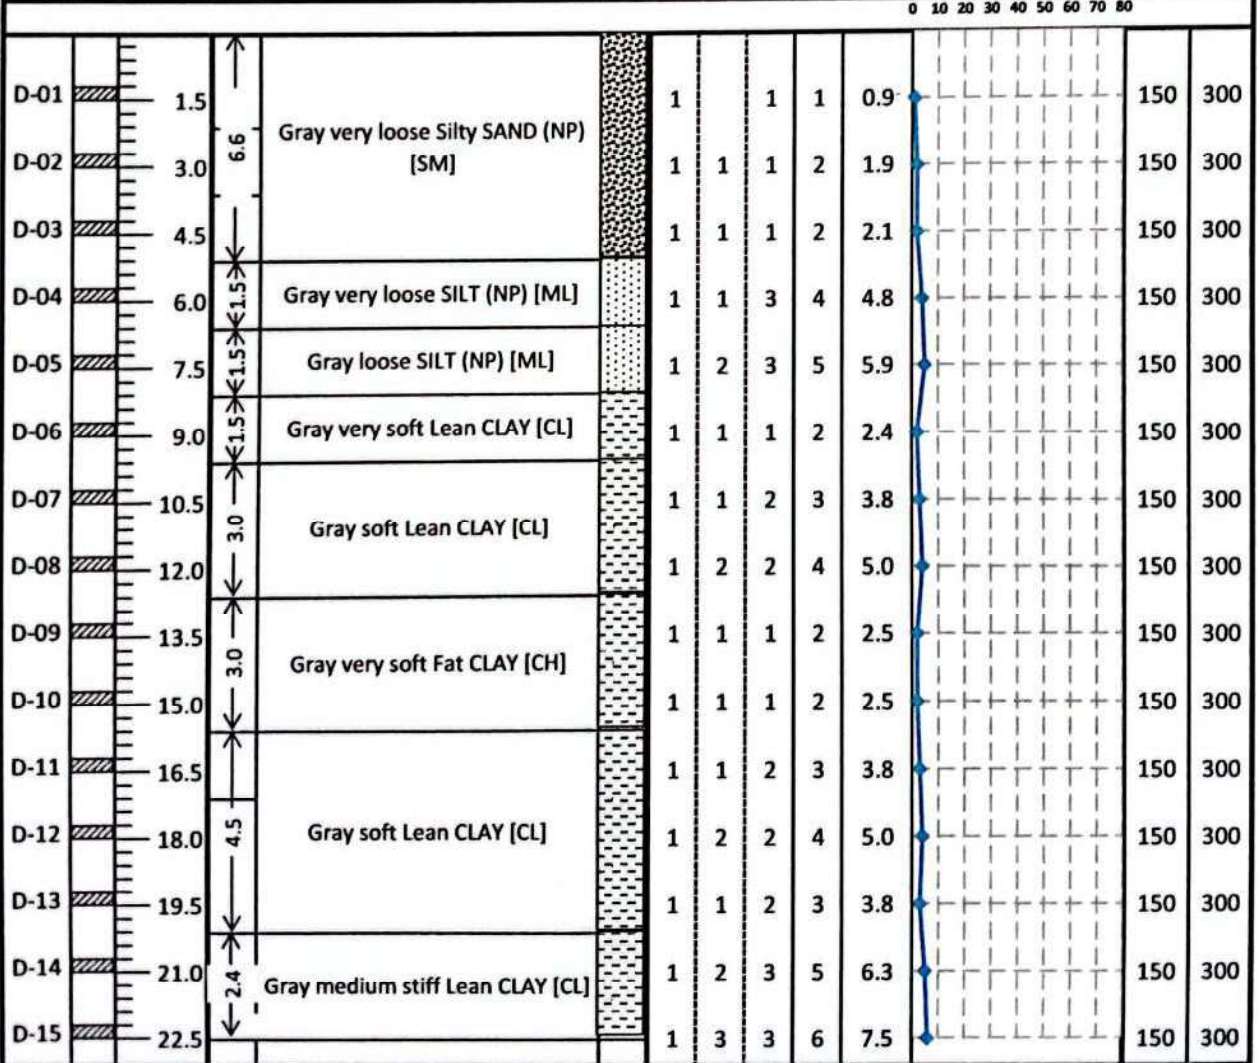 0 10 20 30 40 50 60 70 80
D-01 1.5 1 1 1 0.9 150 300
6.6 Gray very loose Silty SAND (NP)
[SM]
D-02 3.0 1 1 1 2 1.9 150 300
D-03 4.5 1 1 1 2 2.1 150 300
D-04 6.0 1.5 Gray very loose SILT (NP) [ML] 1 1 3 4 4.8 150 300
D-05 7.5 1.5 Gray loose SILT (NP) [ML] 1 2 3 5 5.9 150 300
D-06 9.0 1.5 Gray very soft Lean CLAY [CL] 1 1 1 2 2.4 150 300
D-07 10.5 1 1 2 3 3.8 150 300
3.0 Gray soft Lean CLAY [CL]
D-08 12.0 1 2 2 4 5.0 150 300
D-09 13.5 1 1 1 2 2.5 150 300
3.0 Gray very soft Fat CLAY [CH]
D-10 15.0 1 1 1 2 2.5 150 300
D-11 16.5 1 1 2 3 3.8 150 300
D-12 18.0 4.5 Gray soft Lean CLAY [CL] 1 2 2 4 5.0 150 300
D-13 19.5 1 1 2 3 3.8 150 300
D-14 21.0 2.4 Gray medium stiff Lean CLAY [CL] 1 2 3 5 6.3 150 300
D-15 22.5 1 3 3 6 7.5 150 300